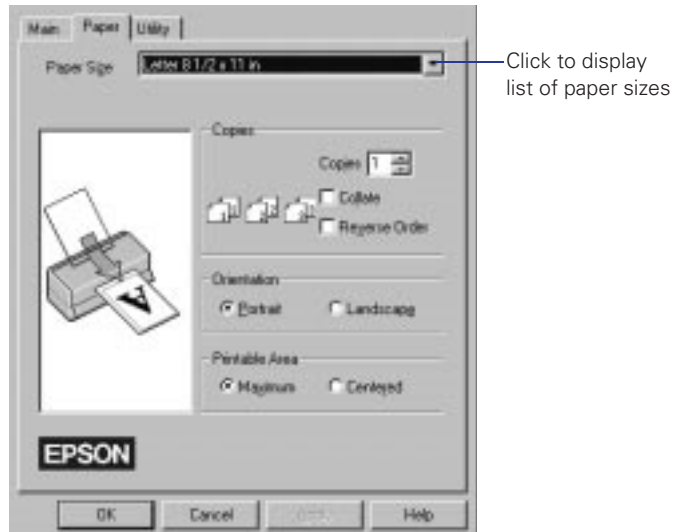 Main Paper Utility
Paper Size Letter 8 1/2 x 11 in
Click to display
list of paper sizes
Copies
Copies 1
Collate
Reverse Order
Orientation
Portrait Landscape
Printable Area
Maximum Centered
A
EPSON
OK Cancel Help